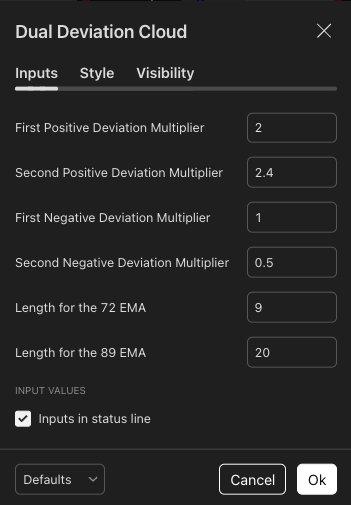 Dual Deviation Cloud
Inputs Style Visibility
First Positive Deviation Multiplier 2
Second Positive Deviation Multiplier 2.4
First Negative Deviation Multiplier 1
Second Negative Deviation Multiplier 0.5
Length for the 72 EMA 9
Length for the 89 EMA 20
INPUT VALUES
Inputs in status line
Defaults Cancel Ok